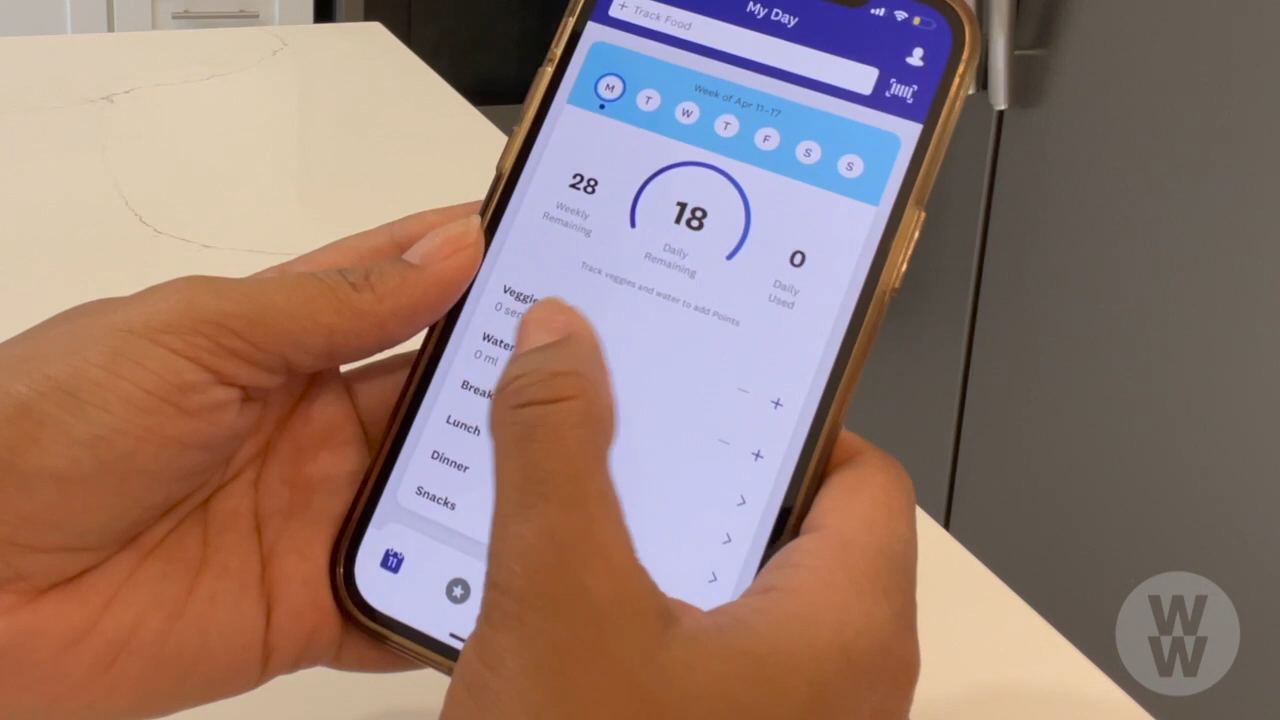 My Day
+ Track Food
Week of Apr 11-17
M T W T F S S
28
Weekly
Remaining
18
Daily
Remaining
0
Daily
Used
Track veggies and water to add Points
Veggie
0 ser
Water
0 ml
Break
Lunch
Dinner
Snacks
11
W
W